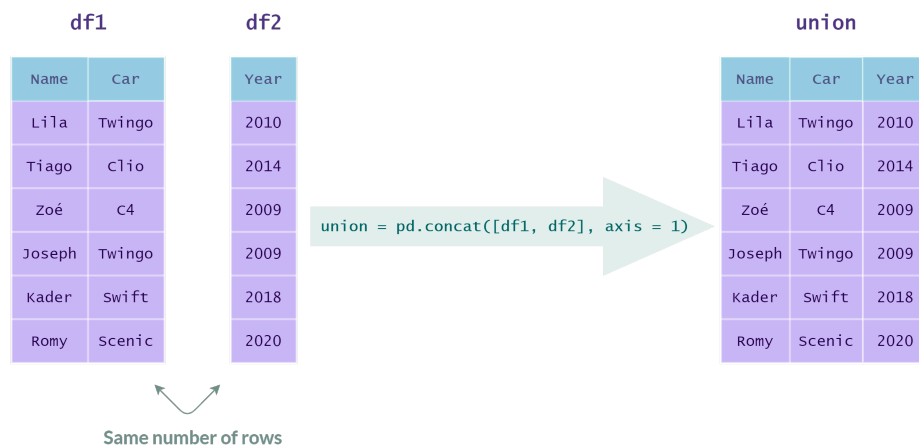 df1
Name Car
Lila Twingo
Tiago Clio
Zoé C4
Joseph Twingo
Kader Swift
Romy Scenic
df2
Year
2010
2014
2009
2009
2018
2020
Same number of rows
union = pd.concat([df1, df2], axis = 1)
union
Name Car Year
Lila Twingo 2010
Tiago Clio 2014
Zoé C4 2009
Joseph Twingo 2009
Kader Swift 2018
Romy Scenic 2020